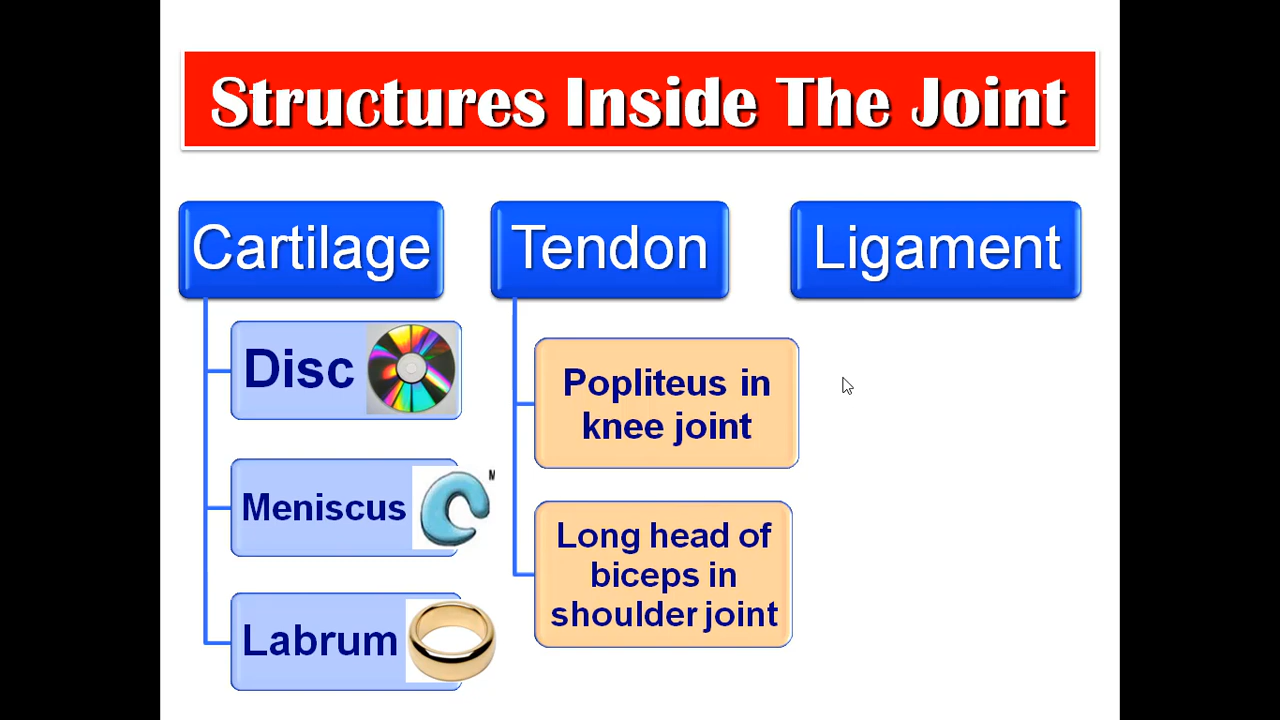 Structures Inside The Joint
Cartilage
Disc
Meniscus
M
Labrum
Tendon
Popliteus in
knee joint
Long head of
biceps in
shoulder joint
Ligament